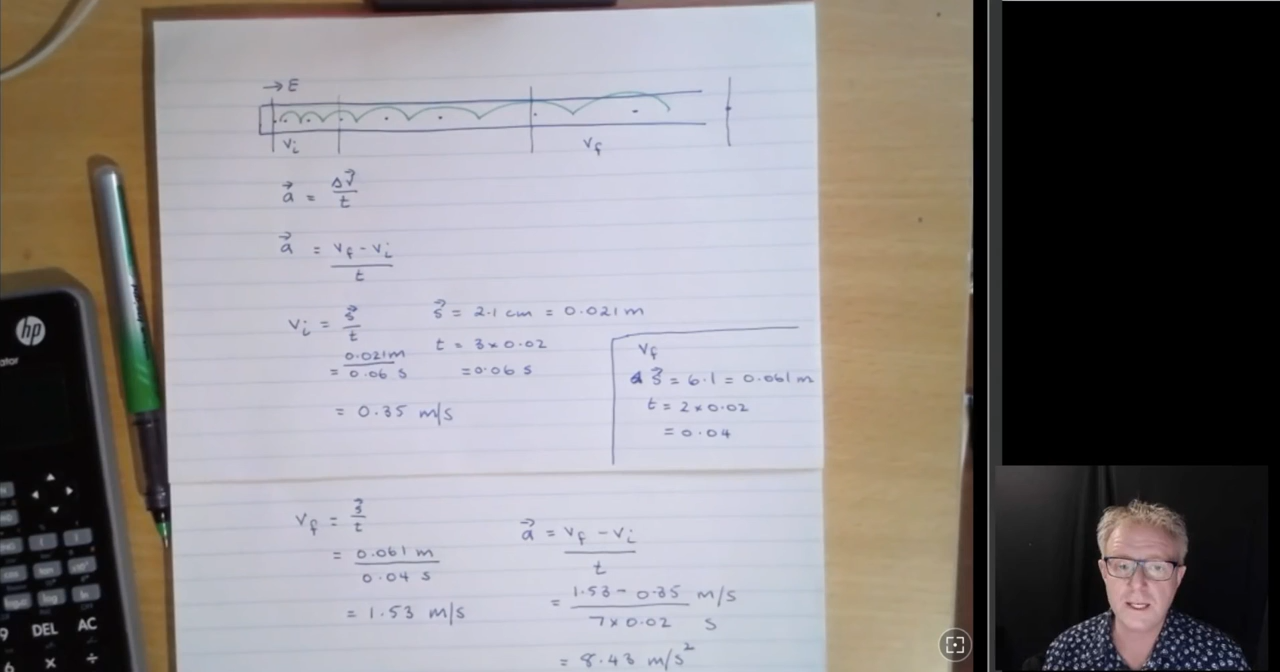 → E
Vi
Vf
a = Δv/t
a = vf - vi / t
vi = s/t
s = 2.1 cm = 0.021 m
= 0.021m / 0.06 s
t = 3 x 0.02
= 0.06 s
= 0.35 m/s
Vf
s = 6.1 = 0.061 m
t = 2 x 0.02
= 0.04
vf = s/t
= 0.061 m / 0.04 s
= 1.53 m/s
a = vf - vi / t
= 1.53 - 0.35 m/s / 7 x 0.02 s
= 8.43 m/s²
hp
9 DEL AC
6 x ÷